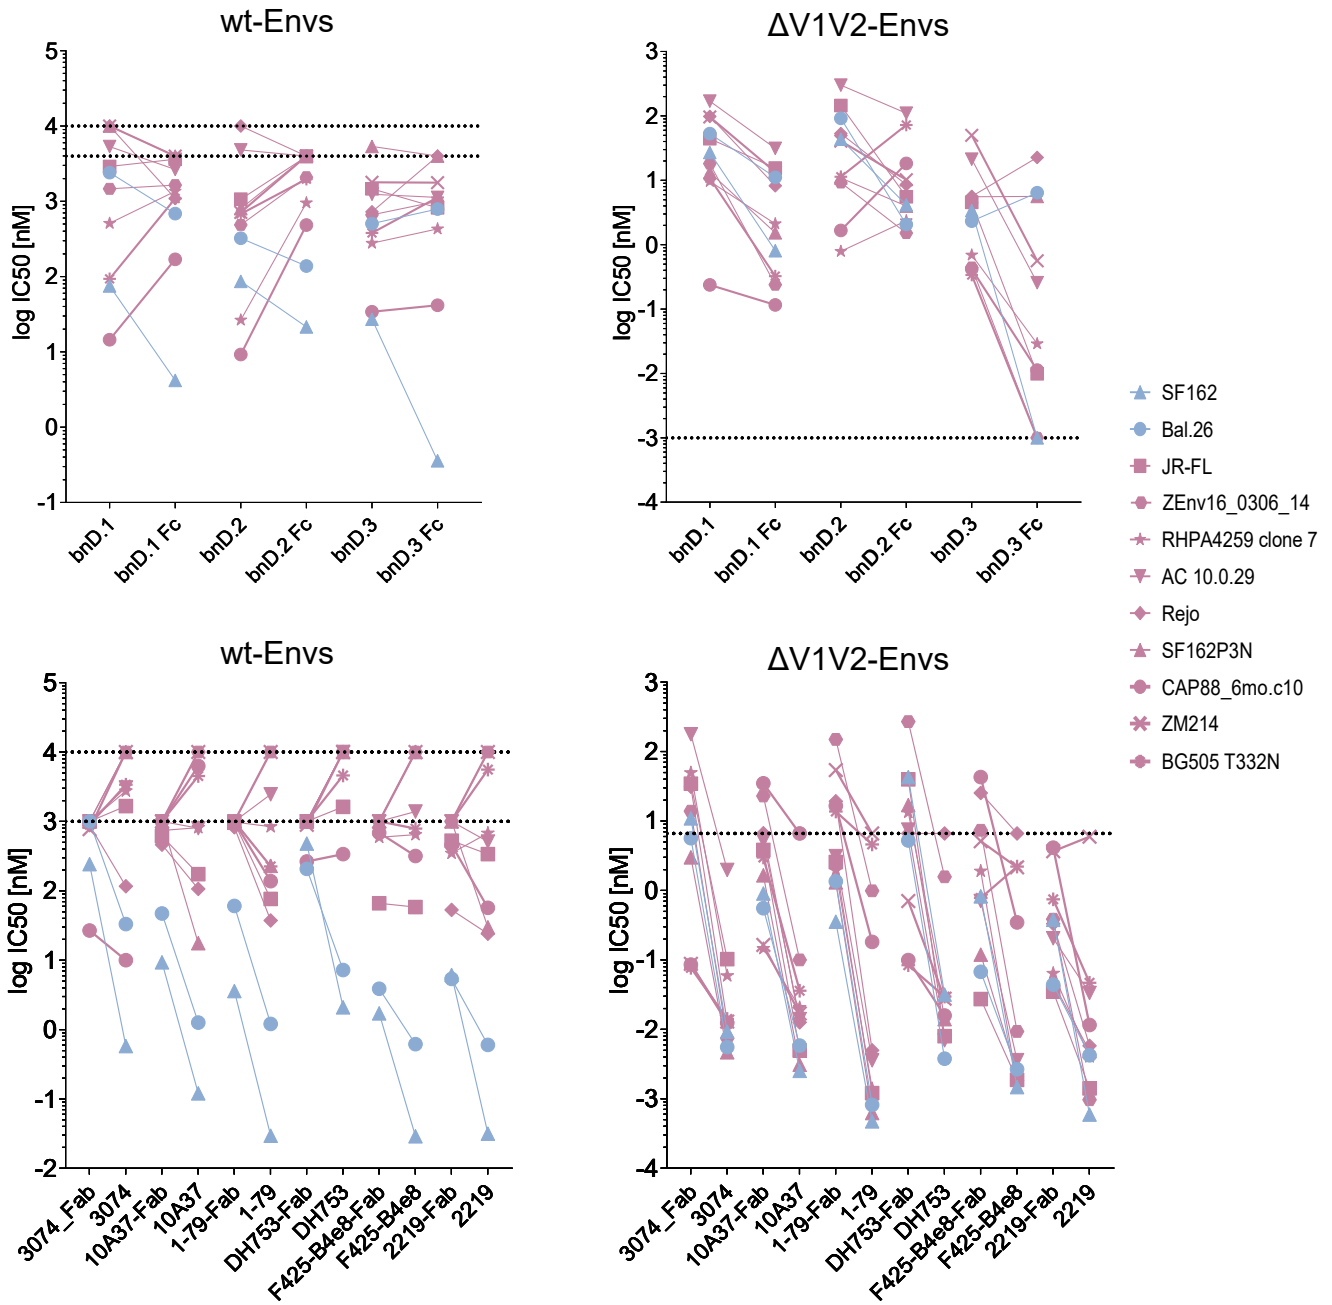 wt-Envs
5
4
3
2
1
0
-1
log IC50 [nM]
bnD.1
bnD.1 Fc
bnD.2
bnD.2 Fc
bnD.3
bnD.3 Fc
ΔV1V2-Envs
3
2
1
0
-1
-2
-3
-4
log IC50 [nM]
bnD.1
bnD.1 Fc
bnD.2
bnD.2 Fc
bnD.3
bnD.3 Fc
SF162
Bal.26
JR-FL
ZEnv16_0306_14
RHPA4259 clone 7
AC 10.0.29
Rejo
SF162P3N
CAP88_6mo.c10
ZM214
BG505 T332N
wt-Envs
5
4
3
2
1
0
-1
-2
log IC50 [nM]
3074_Fab
3074
10A37-Fab
10A37
1-79-Fab
1-79
DH753-Fab
DH753
F425-B4e8-Fab
F425-B4e8
2219-Fab
2219
ΔV1V2-Envs
3
2
1
0
-1
-2
-3
-4
log IC50 [nM]
3074_Fab
3074
10A37-Fab
10A37
1-79-Fab
1-79
DH753-Fab
DH753
F425-B4e8-Fab
F425-B4e8
2219-Fab
2219